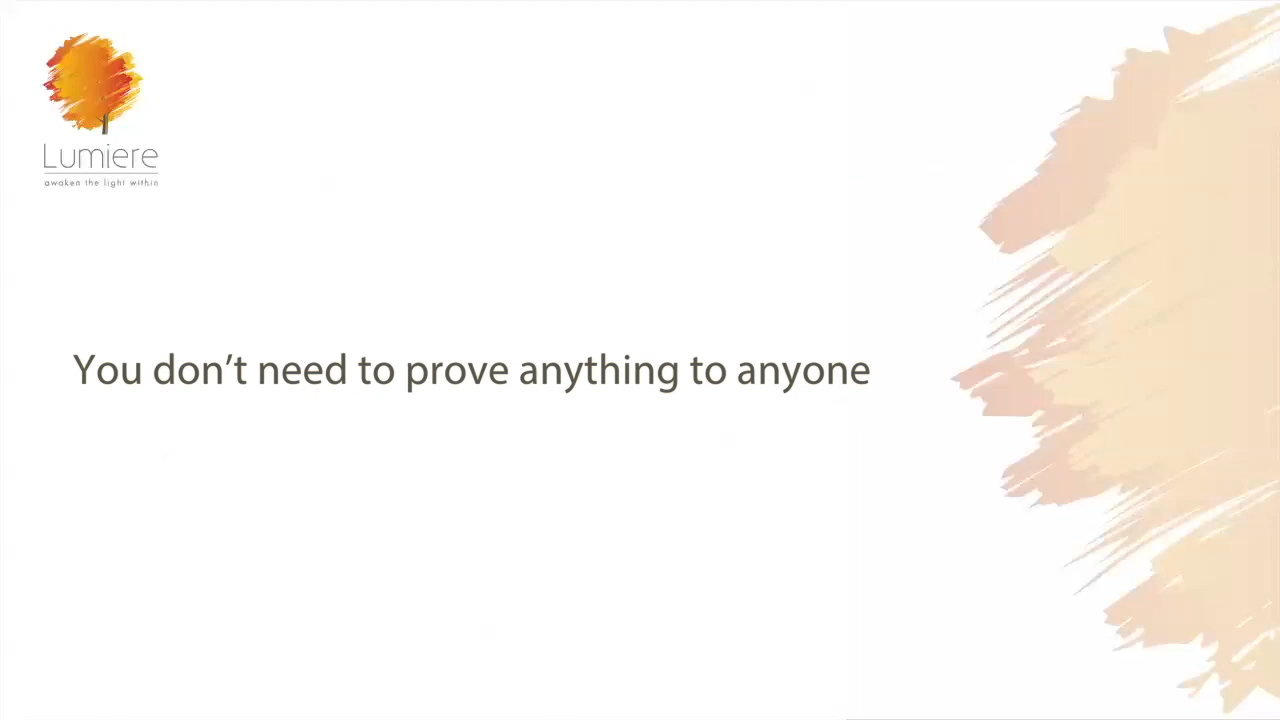 Lumiere
awaken the light within
You don’t need to prove anything to anyone